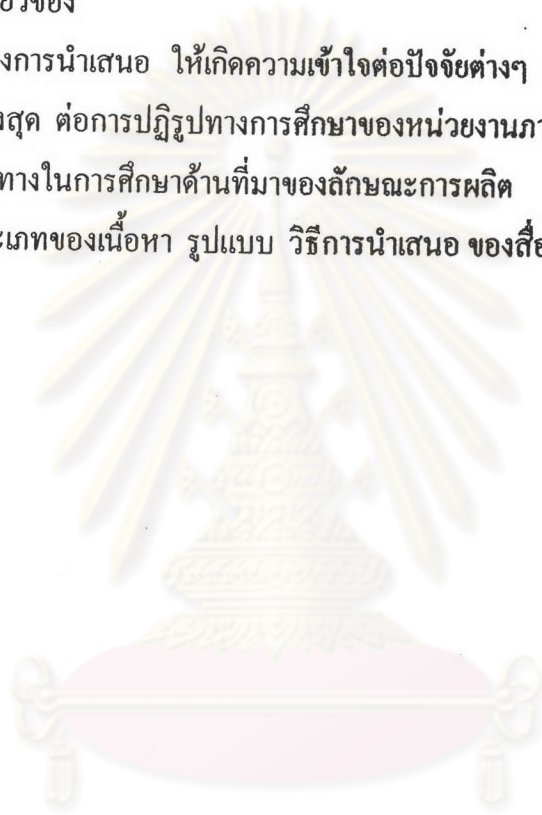 งการนำเสนอ ให้เกิดความเข้าใจต่อปัจจัยต่างๆ
งสุด ต่อการปฏิรูปทางการศึกษาของหน่วยงานภา
ทางในการศึกษาด้านที่มาของลักษณะการผลิต
ะเภทของเนื้อหา รูปแบบ วิธีการนำเสนอ ของสื่อ